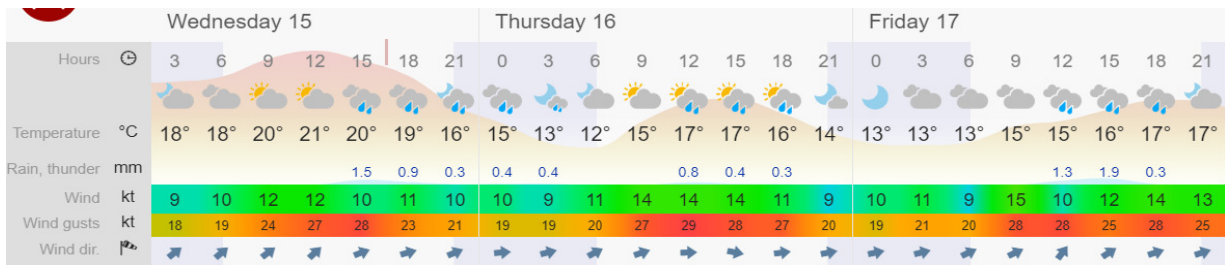 Wednesday 15 Thursday 16 Friday 17
Hours 3 6 9 12 15 18 21 0 3 6 9 12 15 18 21 0 3 6 9 12 15 18 21
Temperature °C 18° 18° 20° 21° 20° 19° 16° 15° 13° 12° 15° 17° 17° 16° 14° 13° 13° 13° 15° 15° 16° 17° 17°
Rain, thunder mm 1.5 0.9 0.3 0.4 0.4 0.8 0.4 0.3 1.3 1.9 0.3
Wind kt 9 10 12 12 10 11 10 10 9 11 14 14 14 11 9 10 11 9 15 10 12 14 13
Wind gusts kt 18 19 24 27 28 23 21 19 19 20 27 29 28 27 20 19 21 20 28 28 25 28 25
Wind dir.